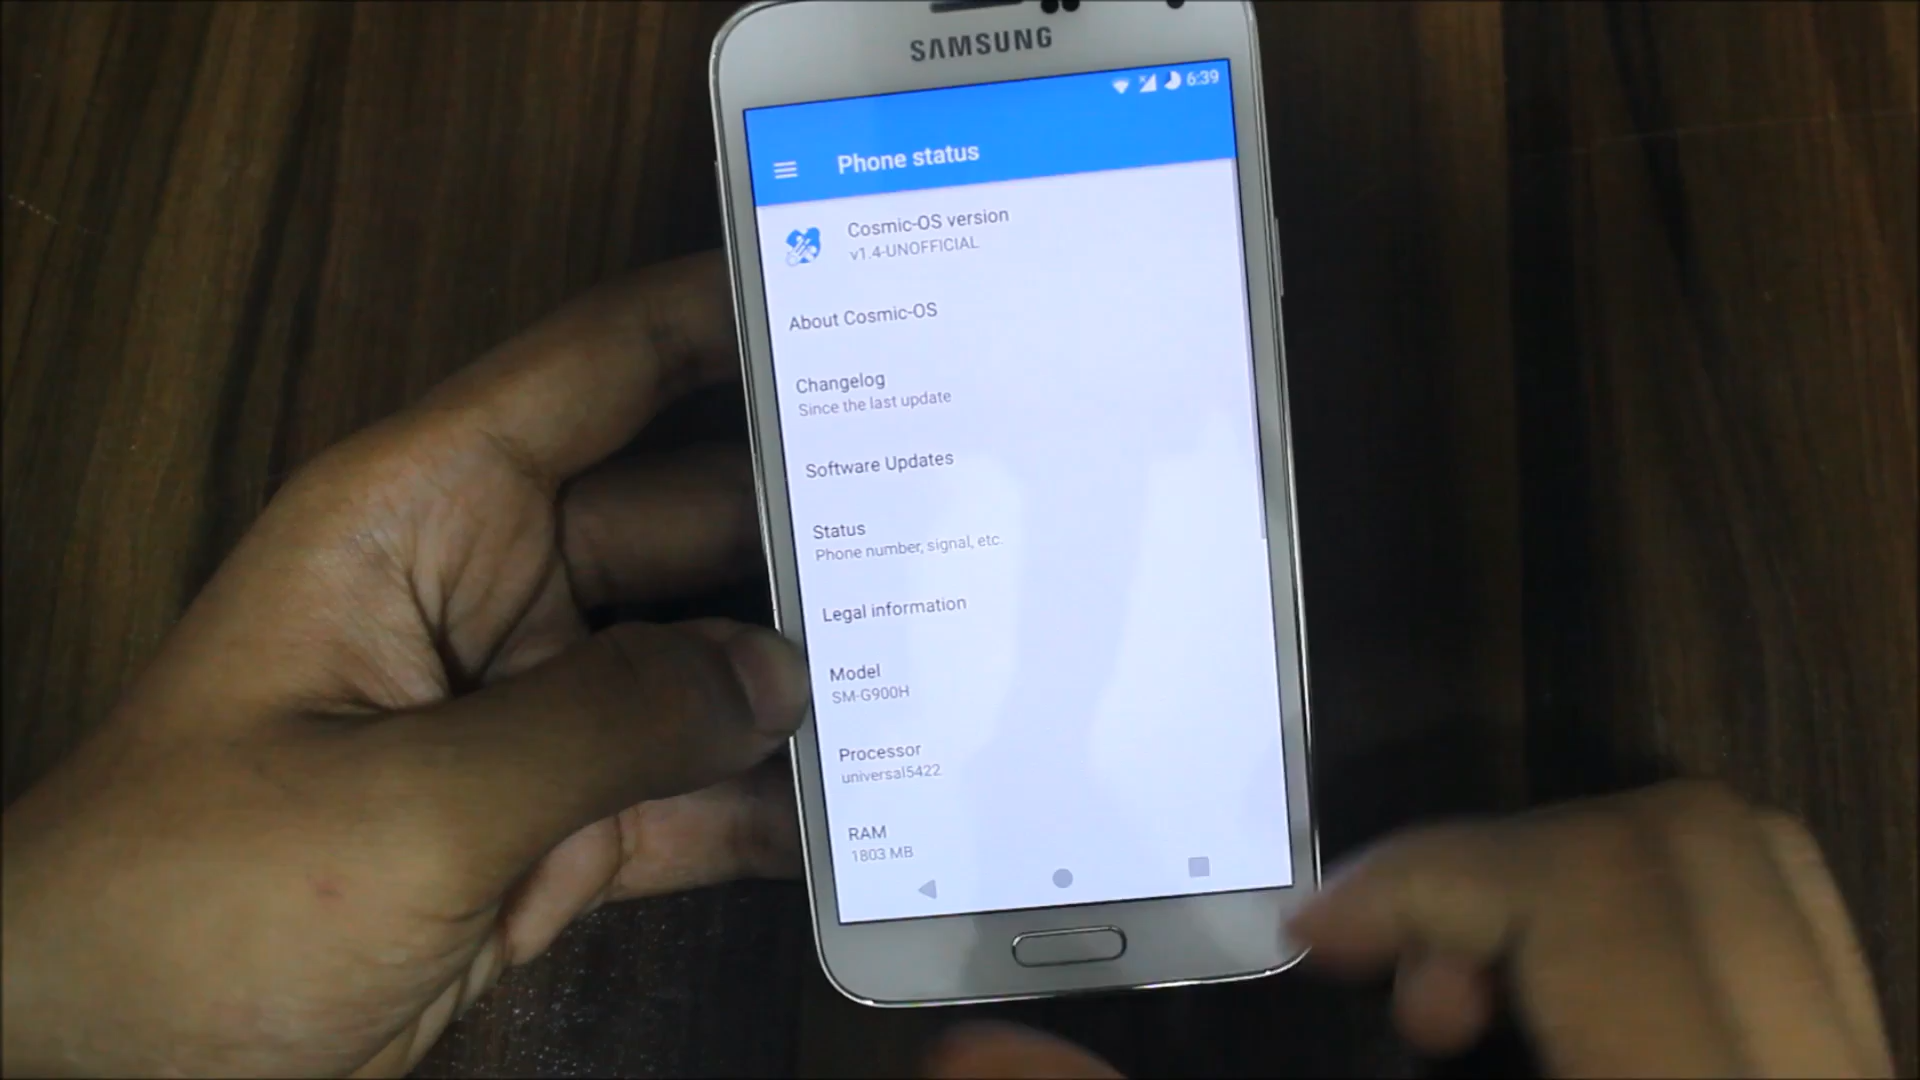 SAMSUNG
6:39
Phone status
Cosmic-OS version
v1.4-UNOFFICIAL
About Cosmic-OS
Changelog
Since the last update
Software Updates
Status
Phone number, signal, etc.
Legal information
Model
SM-G900H
Processor
universal5422
RAM
1803 MB